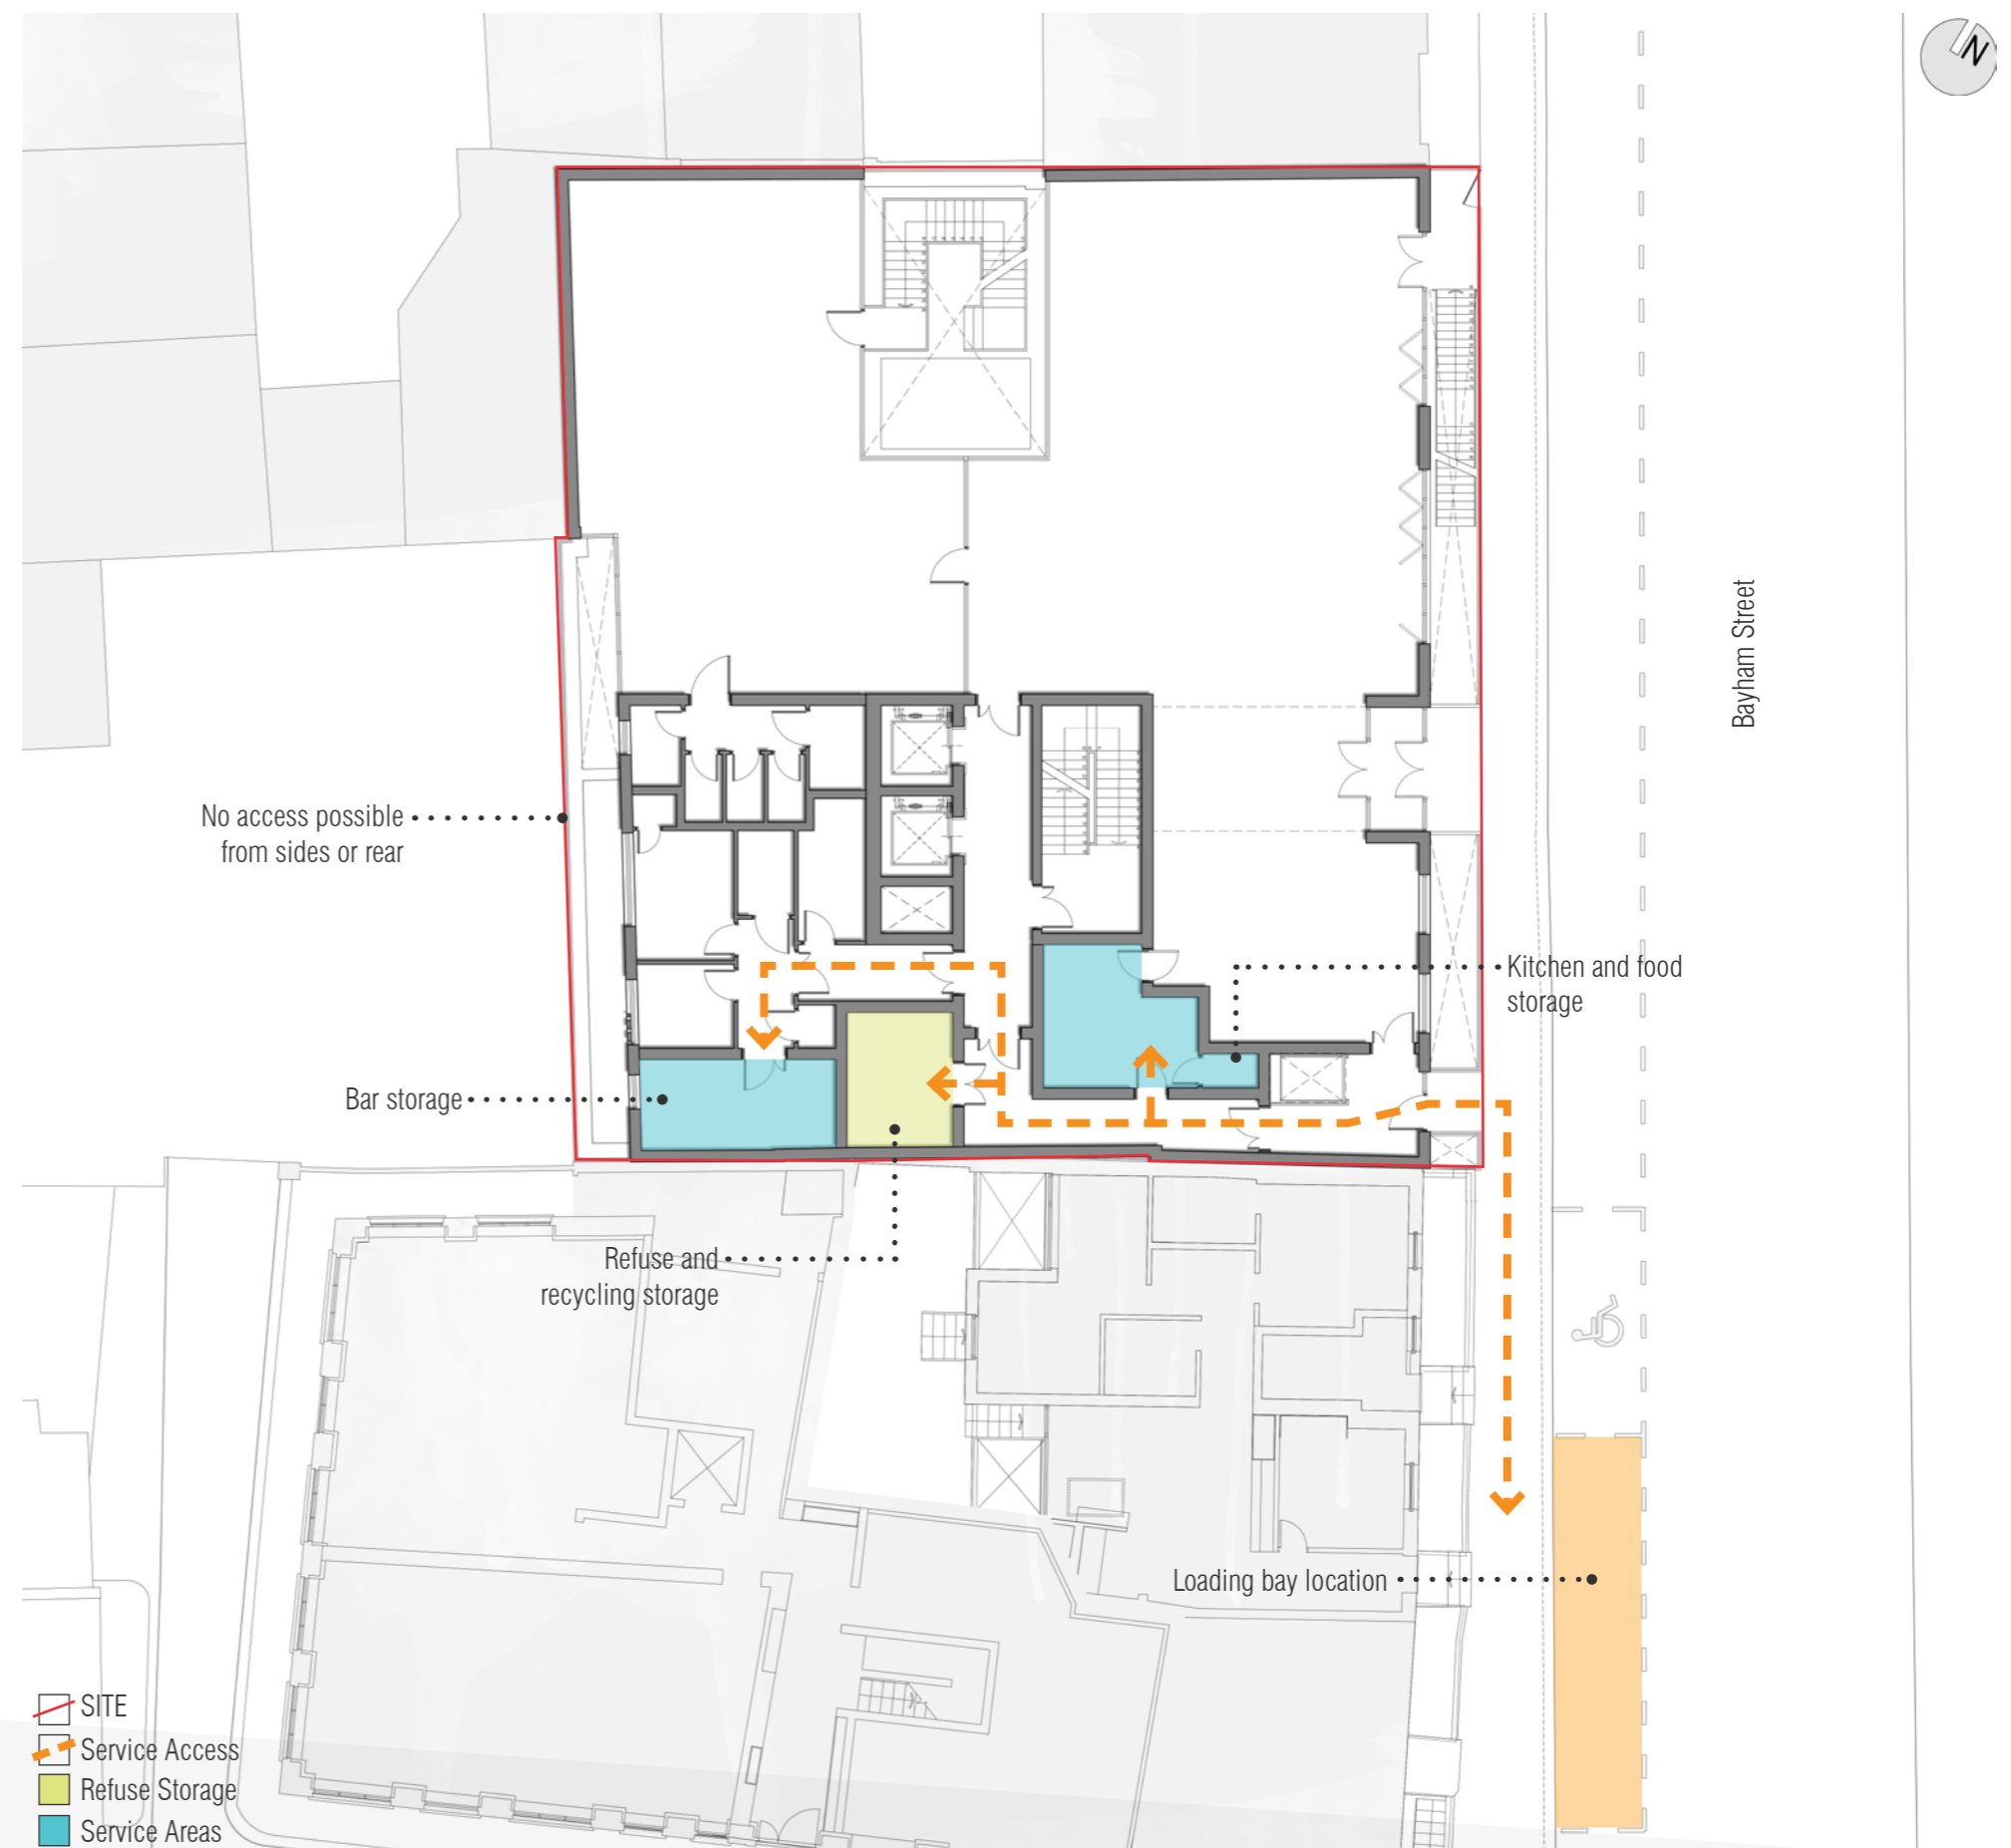 N
Bayham Street
No access possible
from sides or rear
Kitchen and food
storage
Bar storage
Refuse and
recycling storage
Loading bay location
SITE
Service Access
Refuse Storage
Service Areas